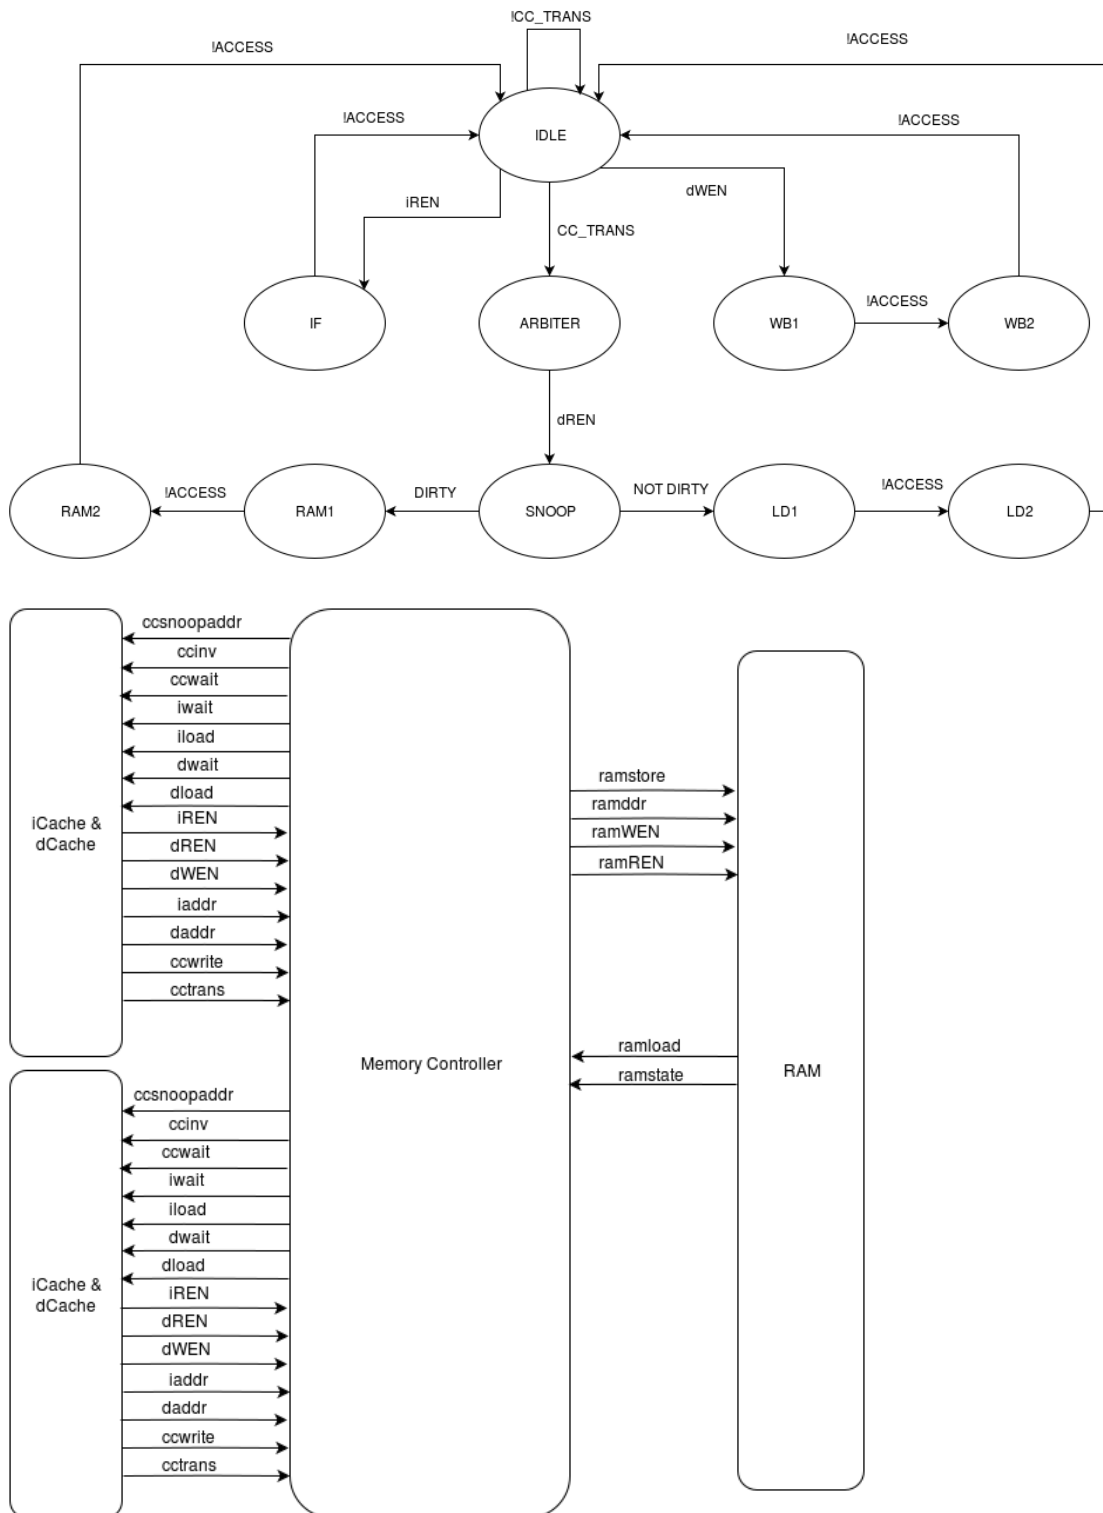 !CC_TRANS
!ACCESS
!ACCESS
!ACCESS
IDLE
!ACCESS
iREN
dWEN
CC_TRANS
IF
ARBITER
WB1
!ACCESS
WB2
dREN
RAM2
!ACCESS
RAM1
DIRTY
SNOOP
NOT DIRTY
LD1
!ACCESS
LD2
ccsnoopaddr
ccinv
ccwait
iwait
iload
dwait
dload
iREN
dREN
dWEN
iaddr
daddr
ccwrite
cctrans
iCache &
dCache
ramstore
ramddr
ramWEN
ramREN
Memory Controller
ramload
ramstate
RAM
ccsnoopaddr
ccinv
ccwait
iwait
iload
dwait
dload
iREN
dREN
dWEN
iaddr
daddr
ccwrite
cctrans
iCache &
dCache